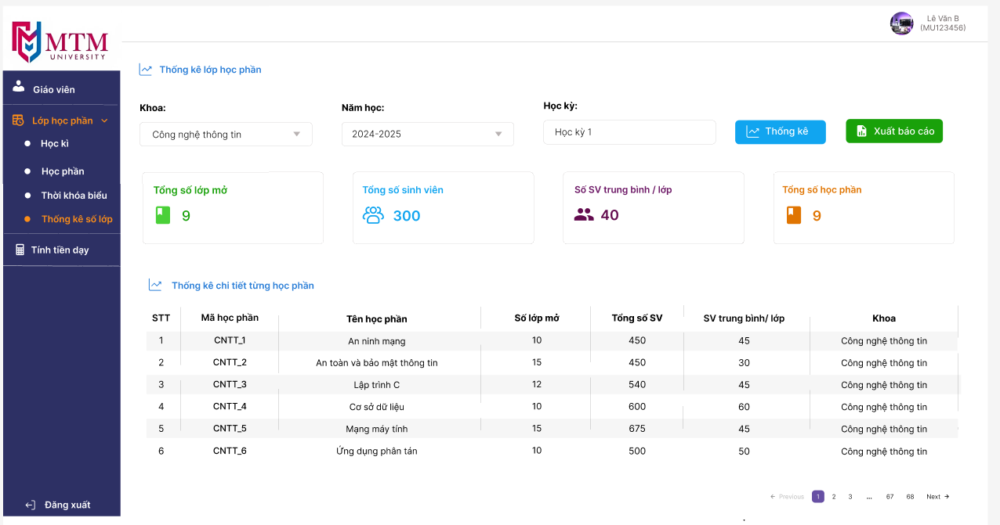 Lê Văn B
(MU123456)
MTM
UNIVERSITY
Giáo viên
Lớp học phần
Học kì
Học phần
Thời khóa biểu
Thống kê số lớp
Tính tiền dạy
Đăng xuất
Thống kê lớp học phần
Khoa: Năm học: Học kỳ:
Công nghệ thông tin 2024-2025 Học kỳ 1 Thống kê Xuất báo cáo
Tổng số lớp mở Tổng số sinh viên Số SV trung bình / lớp Tổng số học phần
9 300 40 9
Thống kê chi tiết từng học phần
STT Mã học phần Tên học phần Số lớp mở Tổng số SV SV trung bình/ lớp Khoa
1 CNTT_1 An ninh mạng 10 450 45 Công nghệ thông tin
2 CNTT_2 An toàn và bảo mật thông tin 15 450 30 Công nghệ thông tin
3 CNTT_3 Lập trình C 12 540 45 Công nghệ thông tin
4 CNTT_4 Cơ sở dữ liệu 10 600 60 Công nghệ thông tin
5 CNTT_5 Mạng máy tính 15 675 45 Công nghệ thông tin
6 CNTT_6 Ứng dụng phân tán 10 500 50 Công nghệ thông tin
← Previous 1 2 3 ... 67 68 Next →